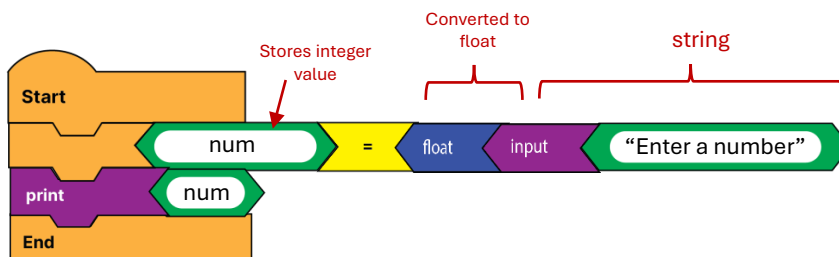 Converted to
float
string
Stores integer
value
Start
num = float input “Enter a number”
print num
End